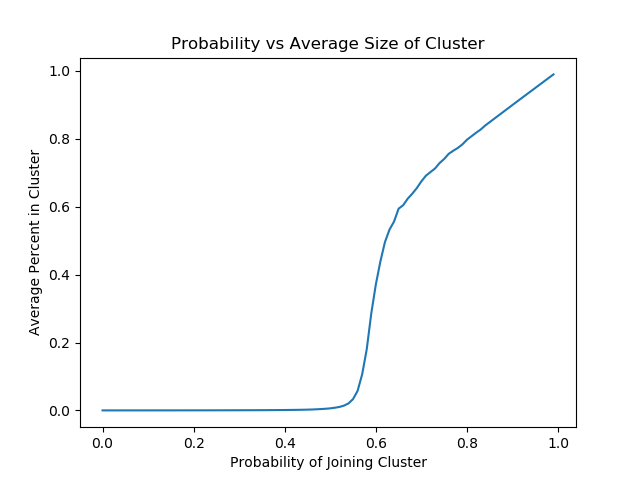 Probability vs Average Size of Cluster
1.0
0.8
0.6
0.4
0.2
0.0
Average Percent in Cluster
0.0 0.2 0.4 0.6 0.8 1.0
Probability of Joining Cluster